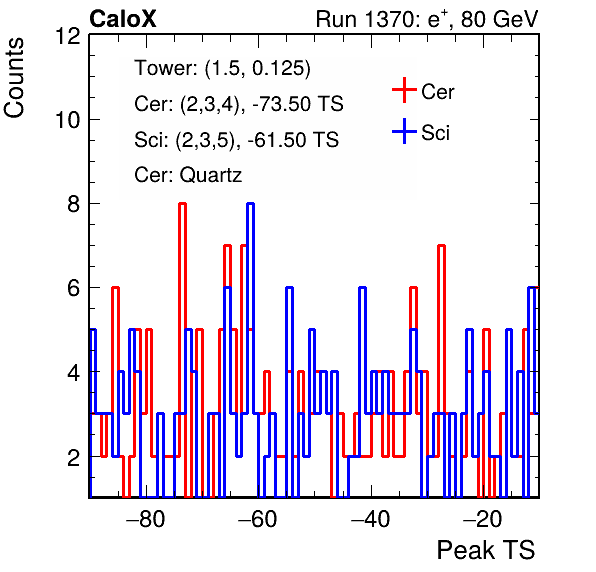 CaloX Run 1370: e⁺, 80 GeV
Counts
12
10
8
6
4
2
Tower: (1.5, 0.125)
Cer: (2,3,4), -73.50 TS
Sci: (2,3,5), -61.50 TS
Cer: Quartz
Cer
Sci
−80 −60 −40 −20
Peak TS